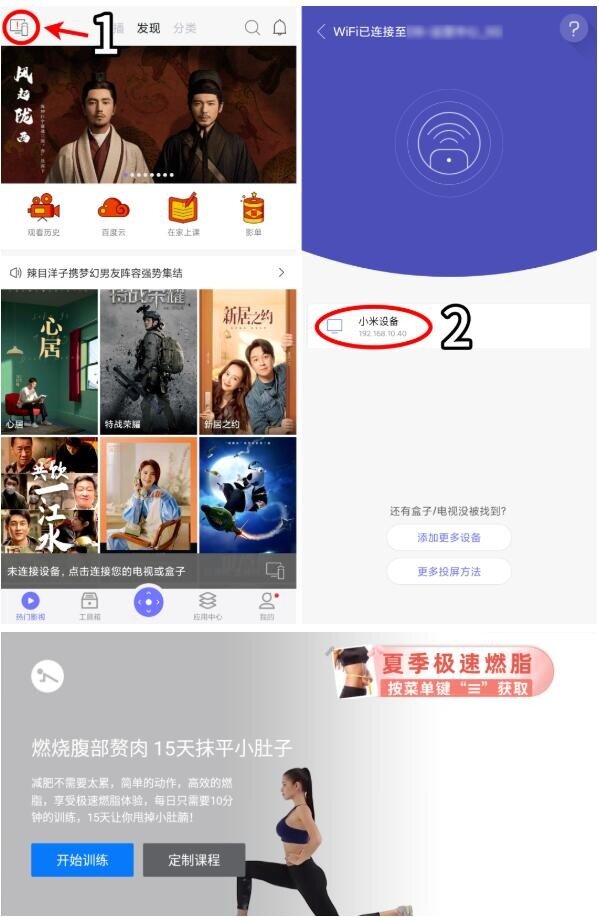 1
播 发现 分类
风起陇西
观看历史 百度云 在家上课 影单
辣目洋子携梦幻男友阵容强势集结
心居
心居
特战荣耀
特战荣耀
新居之约
新居之约
共饮一江水
未连接设备，点击连接您的电视或盒子
热门影视 工具箱 应用中心 我的
WiFi已连接至
?
小米设备
192.168.10.40
2
还有盒子/电视没被找到?
添加更多设备
更多投屏方法
夏季极速燃脂
按菜单键“☰”获取
燃烧腹部赘肉 15天抹平小肚子
减肥不需要太累，简单的动作，高效的燃
脂，享受极速燃脂体验，每日只需要10分
钟的训练，15天让你甩掉小肚腩！
开始训练 定制课程